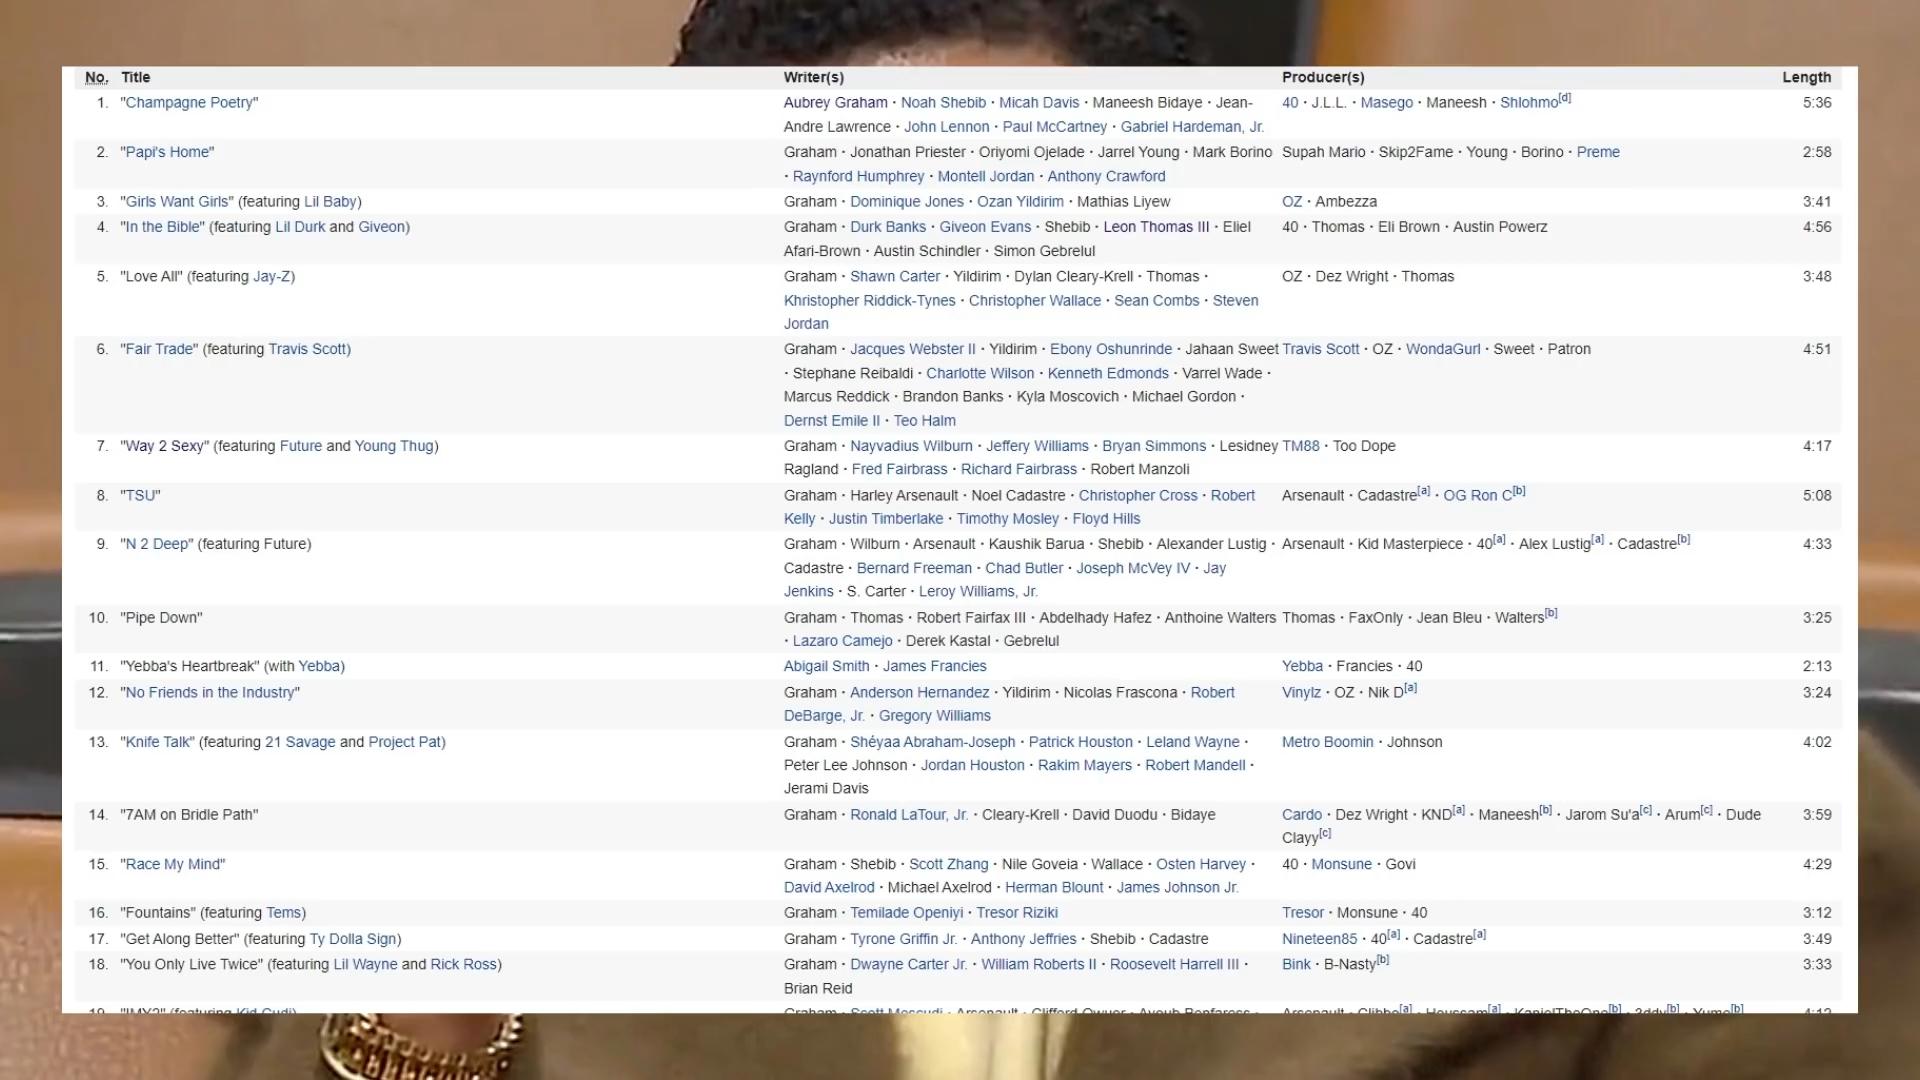 No. Title Writer(s) Producer(s) Length
1. "Champagne Poetry" Aubrey Graham · Noah Shebib · Micah Davis · Maneesh Bidaye · Jean- 40 · J.L.L. · Masego · Maneesh · Shlohmo[d] 5:36
Andre Lawrence · John Lennon · Paul McCartney · Gabriel Hardeman, Jr.
2. "Papi's Home" Graham · Jonathan Priester · Oriyomi Ojelade · Jarrel Young · Mark Borino Supah Mario · Skip2Fame · Young · Borino · Preme 2:58
· Raynford Humphrey · Montell Jordan · Anthony Crawford
3. "Girls Want Girls" (featuring Lil Baby) Graham · Dominique Jones · Ozan Yildirim · Mathias Liyew OZ · Ambezza 3:41
4. "In the Bible" (featuring Lil Durk and Giveon) Graham · Durk Banks · Giveon Evans · Shebib · Leon Thomas III · Eliel 40 · Thomas · Eli Brown · Austin Powerz 4:56
Afari-Brown · Austin Schindler · Simon Gebrelul
5. "Love All" (featuring Jay-Z) Graham · Shawn Carter · Yildirim · Dylan Cleary-Krell · Thomas · OZ · Dez Wright · Thomas 3:48
Khristopher Riddick-Tynes · Christopher Wallace · Sean Combs · Steven
Jordan
6. "Fair Trade" (featuring Travis Scott) Graham · Jacques Webster II · Yildirim · Ebony Oshunrinde · Jahaan Sweet Travis Scott · OZ · WondaGurl · Sweet · Patron 4:51
· Stephane Reibaldi · Charlotte Wilson · Kenneth Edmonds · Varrel Wade ·
Marcus Reddick · Brandon Banks · Kyla Moscovich · Michael Gordon ·
Dernst Emile II · Teo Halm
7. "Way 2 Sexy" (featuring Future and Young Thug) Graham · Nayvadius Wilburn · Jeffery Williams · Bryan Simmons · Lesidney TM88 · Too Dope 4:17
Ragland · Fred Fairbrass · Richard Fairbrass · Robert Manzoli
8. "TSU" Graham · Harley Arsenault · Noel Cadastre · Christopher Cross · Robert Arsenault · Cadastre[a] · OG Ron C[b] 5:08
Kelly · Justin Timberlake · Timothy Mosley · Floyd Hills
9. "N 2 Deep" (featuring Future) Graham · Wilburn · Arsenault · Kaushik Barua · Shebib · Alexander Lustig · Arsenault · Kid Masterpiece · 40[a] · Alex Lustig[a] · Cadastre[b] 4:33
Cadastre · Bernard Freeman · Chad Butler · Joseph McVey IV · Jay
Jenkins · S. Carter · Leroy Williams, Jr.
10. "Pipe Down" Graham · Thomas · Robert Fairfax III · Abdelhady Hafez · Anthoine Walters Thomas · FaxOnly · Jean Bleu · Walters[b] 3:25
· Lazaro Camejo · Derek Kastal · Gebrelul
11. "Yebba's Heartbreak" (with Yebba) Abigail Smith · James Francies Yebba · Francies · 40 2:13
12. "No Friends in the Industry" Graham · Anderson Hernandez · Yildirim · Nicolas Frascona · Robert Vinylz · OZ · Nik D[a] 3:24
DeBarge, Jr. · Gregory Williams
13. "Knife Talk" (featuring 21 Savage and Project Pat) Graham · Shéyaa Abraham-Joseph · Patrick Houston · Leland Wayne · Metro Boomin · Johnson 4:02
Peter Lee Johnson · Jordan Houston · Rakim Mayers · Robert Mandell ·
Jerami Davis
14. "7AM on Bridle Path" Graham · Ronald LaTour, Jr. · Cleary-Krell · David Duodu · Bidaye Cardo · Dez Wright · KND[a] · Maneesh[b] · Jarom Su'a[c] · Arum[c] · Dude 3:59
Clayy[c]
15. "Race My Mind" Graham · Shebib · Scott Zhang · Nile Goveia · Wallace · Osten Harvey · 40 · Monsune · Govi 4:29
David Axelrod · Michael Axelrod · Herman Blount · James Johnson Jr.
16. "Fountains" (featuring Tems) Graham · Temilade Openiyi · Tresor Riziki Tresor · Monsune · 40 3:12
17. "Get Along Better" (featuring Ty Dolla Sign) Graham · Tyrone Griffin Jr. · Anthony Jeffries · Shebib · Cadastre Nineteen85 · 40[a] · Cadastre[a] 3:49
18. "You Only Live Twice" (featuring Lil Wayne and Rick Ross) Graham · Dwayne Carter Jr. · William Roberts II · Roosevelt Harrell III · Bink · B-Nasty[b] 3:33
Brian Reid
19. "IMY2" (featuring Kid Cudi) Graham · Scott Mescudi · Arsenault